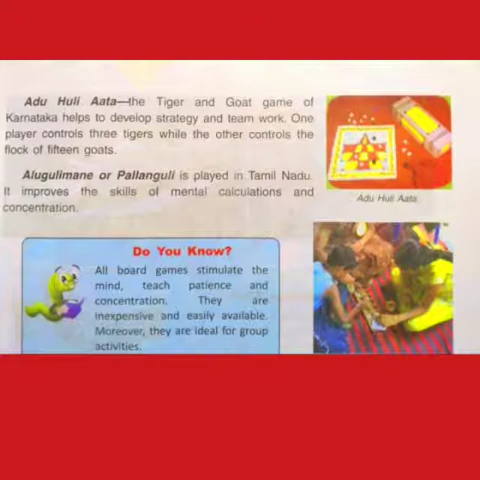 Adu Huli Aata—the Tiger and Goat game of
Karnataka helps to develop strategy and team work. One
player controls three tigers while the other controls the
flock of fifteen goats.
Alugulimane or Pallanguli is played in Tamil Nadu.
It improves the skills of mental calculations and
concentration.
Adu Huli Aata
Do You Know?
All board games stimulate the
mind, teach patience and
concentration. They are
inexpensive and easily available.
Moreover, they are ideal for group
activities.